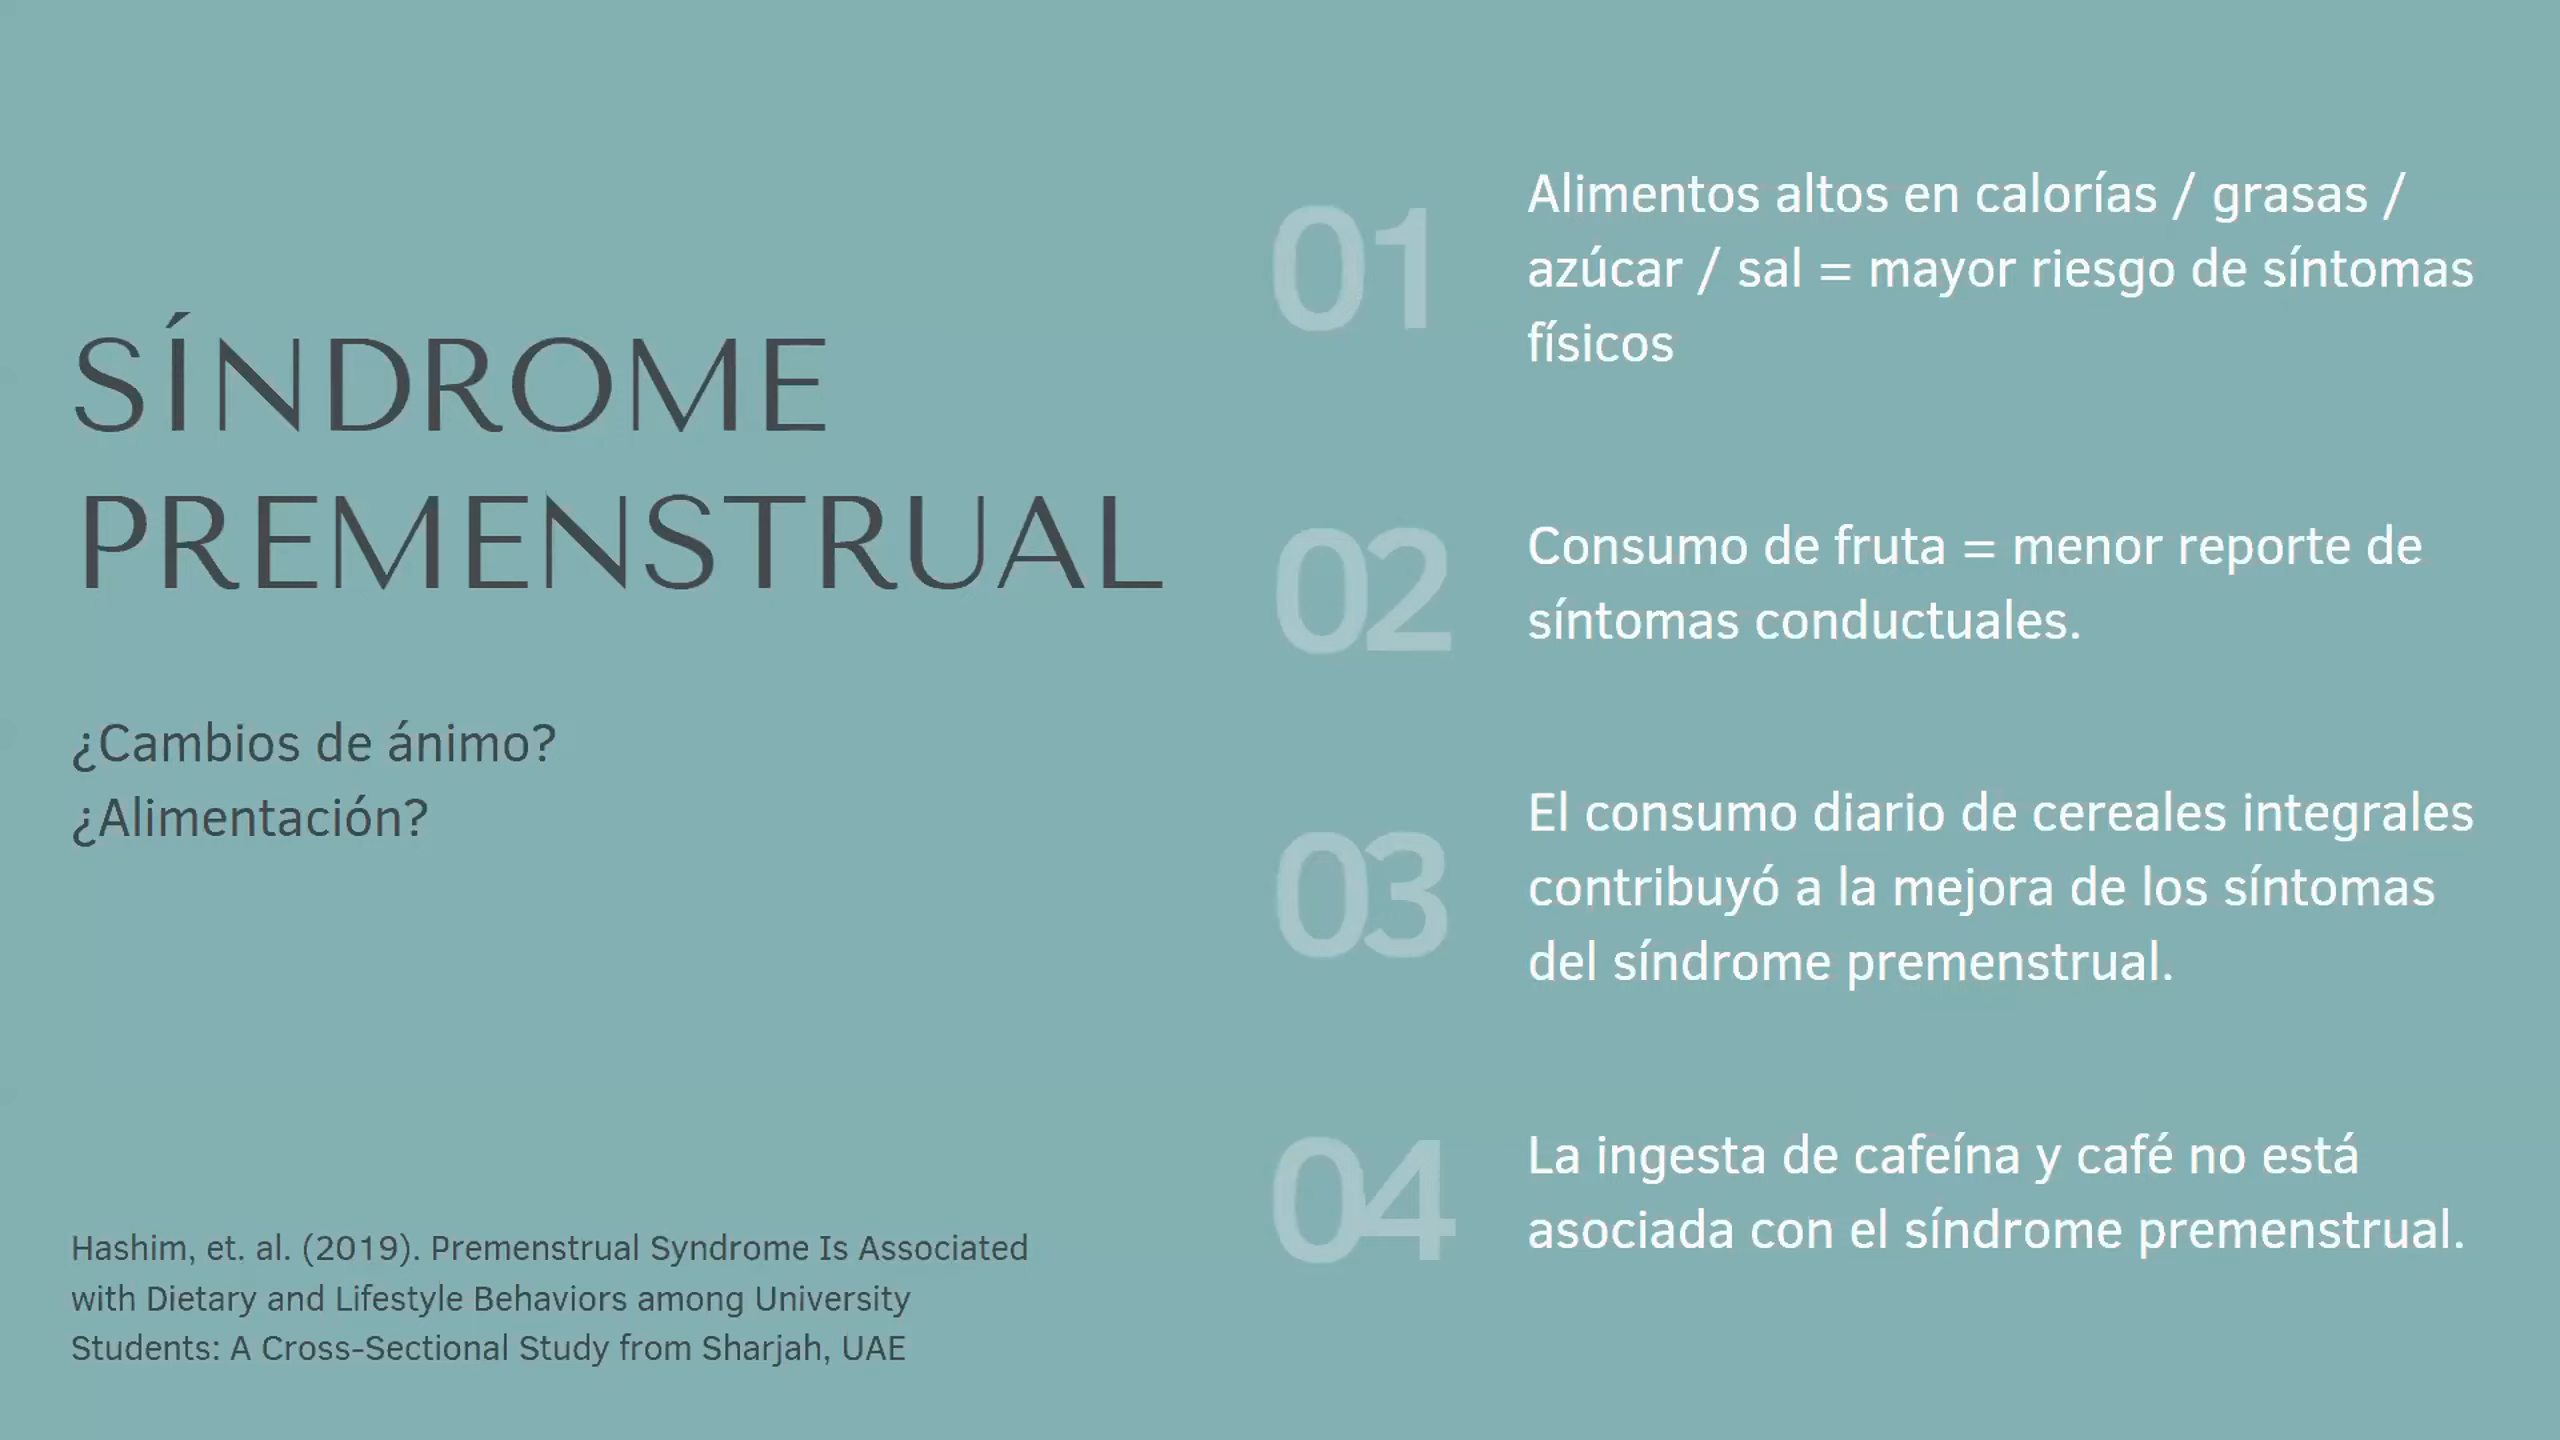 SÍNDROME
PREMENSTRUAL
¿Cambios de ánimo?
¿Alimentación?
Hashim, et. al. (2019). Premenstrual Syndrome Is Associated
with Dietary and Lifestyle Behaviors among University
Students: A Cross-Sectional Study from Sharjah, UAE
01
Alimentos altos en calorías / grasas /
azúcar / sal = mayor riesgo de síntomas
físicos
02
Consumo de fruta = menor reporte de
síntomas conductuales.
03
El consumo diario de cereales integrales
contribuyó a la mejora de los síntomas
del síndrome premenstrual.
04
La ingesta de cafeína y café no está
asociada con el síndrome premenstrual.